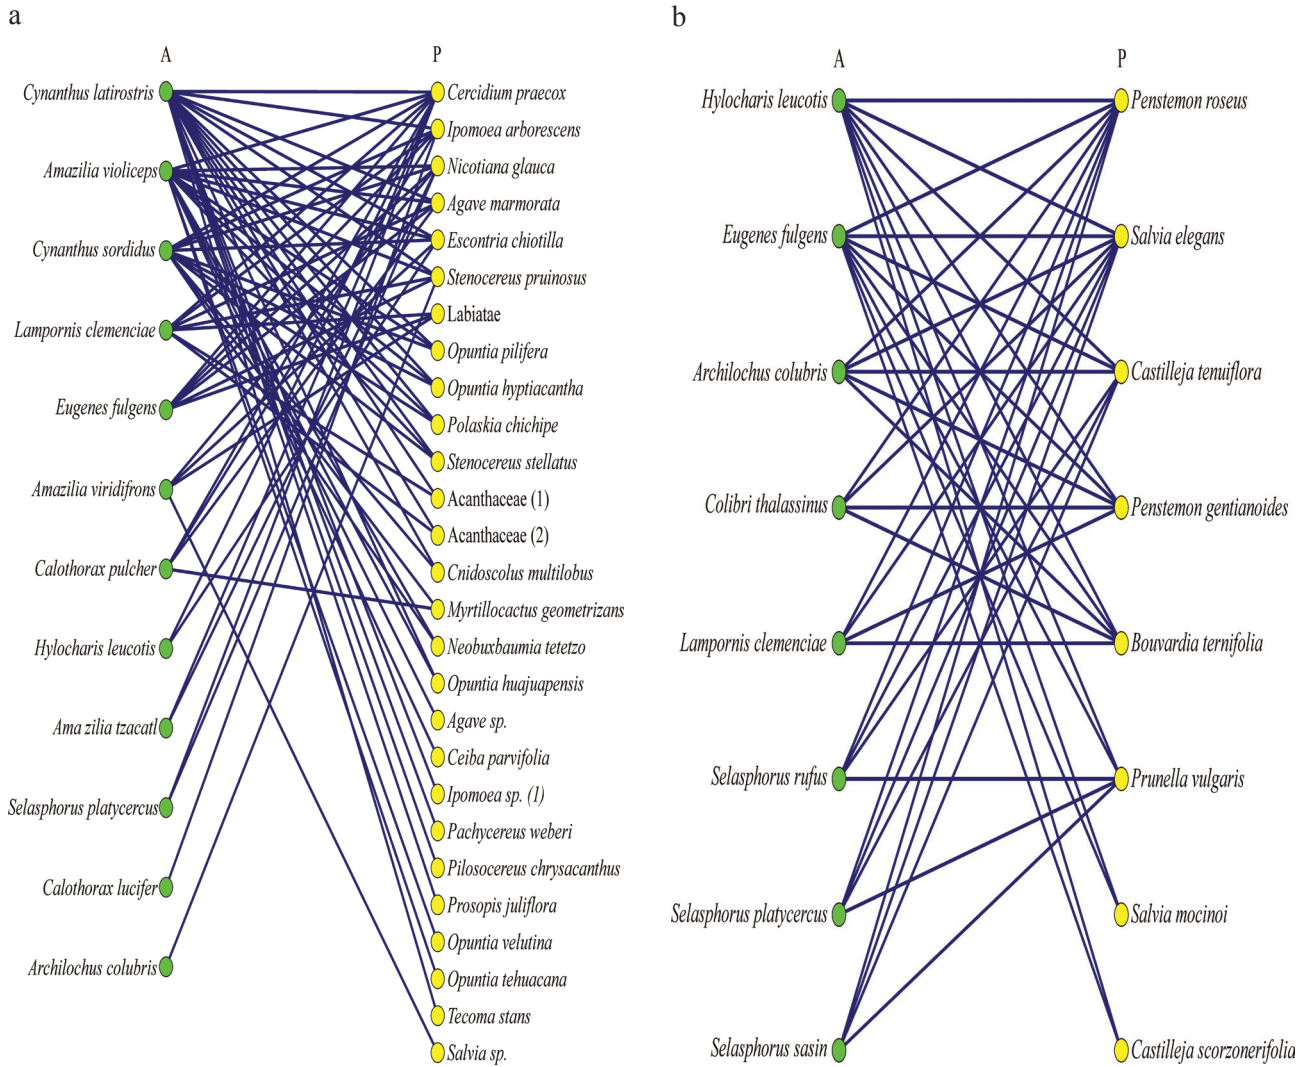 a
A
P
Cynanthus latirostris
Amazilia violiceps
Cynanthus sordidus
Lampornis clemenciae
Eugenes fulgens
Amazilia viridifrons
Calothorax pulcher
Hylocharis leucotis
Ama zilia tzacatl
Selasphorus platycercus
Calothorax lucifer
Archilochus colubris
Cercidium praecox
Ipomoea arborescens
Nicotiana glauca
Agave marmorata
Escontria chiotilla
Stenocereus pruinosus
Labiatae
Opuntia pilifera
Opuntia hyptiacantha
Polaskia chichipe
Stenocereus stellatus
Acanthaceae (1)
Acanthaceae (2)
Cnidoscolus multilobus
Myrtillocactus geometrizans
Neobuxbaumia tetetzo
Opuntia huajuapensis
Agave sp.
Ceiba parvifolia
Ipomoea sp. (1)
Pachycereus weberi
Pilosocereus chrysacanthus
Prosopis juliflora
Opuntia velutina
Opuntia tehuacana
Tecoma stans
Salvia sp.
b
A
P
Hylocharis leucotis
Eugenes fulgens
Archilochus colubris
Colibri thalassinus
Lampornis clemenciae
Selasphorus rufus
Selasphorus platycercus
Selasphorus sasin
Penstemon roseus
Salvia elegans
Castilleja tenuiflora
Penstemon gentianoides
Bouvardia ternifolia
Prunella vulgaris
Salvia mocinoi
Castilleja scorzonerifolia